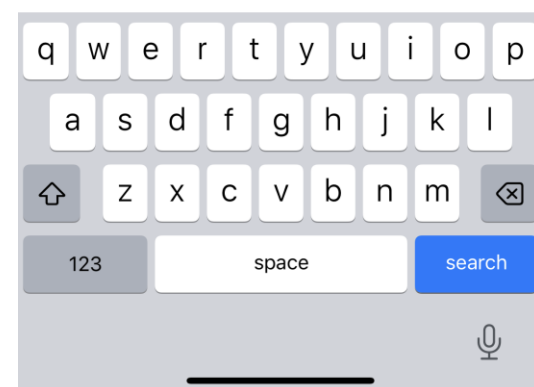 q w e r t y u i o p
a s d f g h j k l
z x c v b n m
123 space search